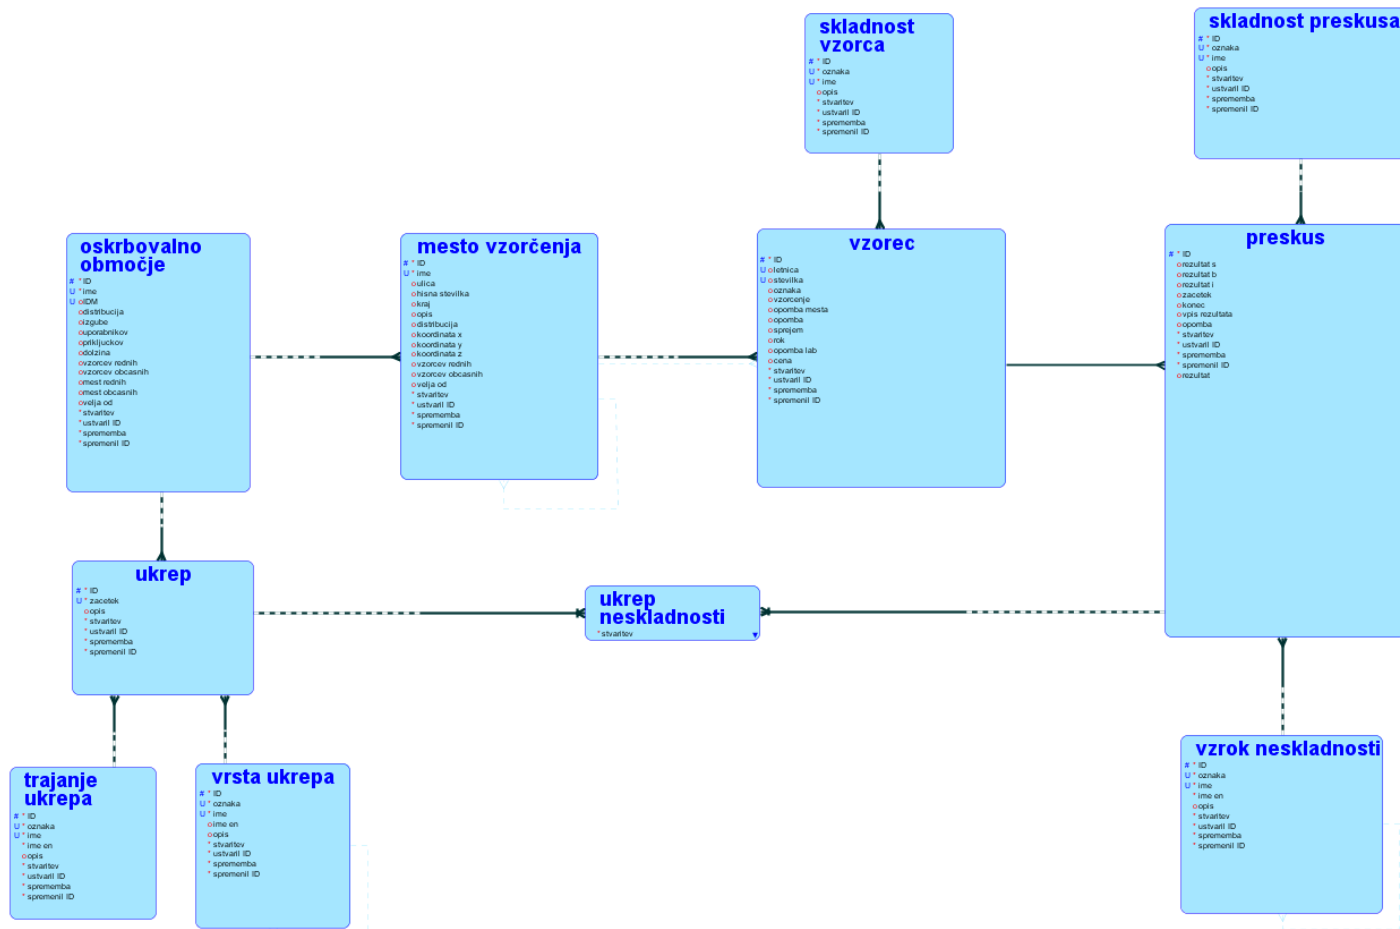 skladnost
vzorca
# * ID
U * oznaka
U * ime
o opis
* stvaritev
* ustvaril ID
* sprememba
* spremenil ID
skladnost preskusa
# * ID
U * oznaka
U * ime
o opis
* stvaritev
* ustvaril ID
* sprememba
* spremenil ID
oskrbovalno
območje
# * ID
U * ime
U o IDM
o distribucija
o izgube
o uporabnikov
o prikljuckov
o dolzina
o vzorcev rednih
o vzorcev obcasnih
o mest rednih
o mest obcasnih
o velja od
* stvaritev
* ustvaril ID
* sprememba
* spremenil ID
mesto vzorčenja
# * ID
U * ime
o ulica
o hisna stevilka
o kraj
o opis
o distribucija
o koordinata x
o koordinata y
o koordinata z
o vzorcev rednih
o vzorcev obcasnih
o velja od
* stvaritev
* ustvaril ID
* sprememba
* spremenil ID
vzorec
# * ID
U o letnica
U o stevilka
o oznaka
o vzorcenje
o opomba mesta
o opomba
o sprejem
o rok
o opomba lab
o cena
* stvaritev
* ustvaril ID
* sprememba
* spremenil ID
preskus
# * ID
o rezultat s
o rezultat b
o rezultat i
o zacetek
o konec
o vpis rezultata
o opomba
* stvaritev
* ustvaril ID
* sprememba
* spremenil ID
o rezultat
ukrep
# * ID
U * zacetek
o opis
* stvaritev
* ustvaril ID
* sprememba
* spremenil ID
ukrep
neskladnosti
* stvaritev
trajanje
ukrepa
# * ID
U * oznaka
U * ime
* ime en
o opis
* stvaritev
* ustvaril ID
* sprememba
* spremenil ID
vrsta ukrepa
# * ID
U * oznaka
U * ime
o ime en
o opis
* stvaritev
* ustvaril ID
* sprememba
* spremenil ID
vzrok neskladnosti
# * ID
U * oznaka
U * ime
* ime en
o opis
* stvaritev
* ustvaril ID
* sprememba
* spremenil ID